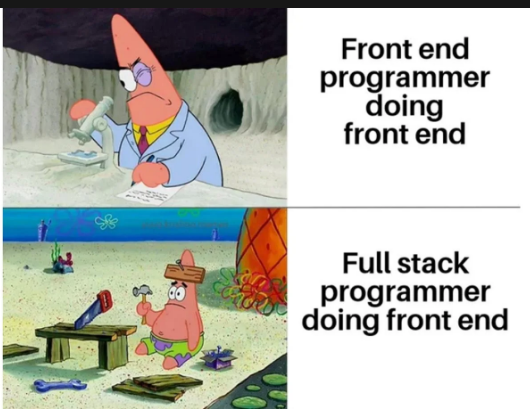 Front end
programmer
doing
front end
Full stack
programmer
doing front end